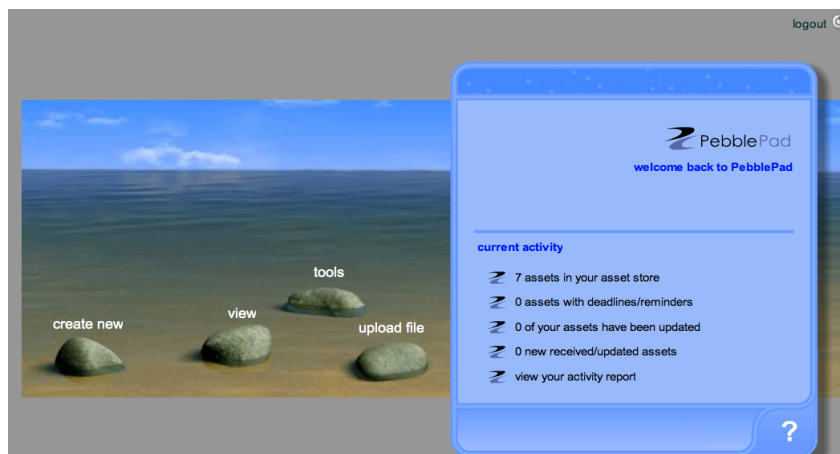 logout
PebblePad
welcome back to PebblePad
current activity
7 assets in your asset store
0 assets with deadlines/reminders
0 of your assets have been updated
0 new received/updated assets
view your activity report
?
tools
view
create new
upload file